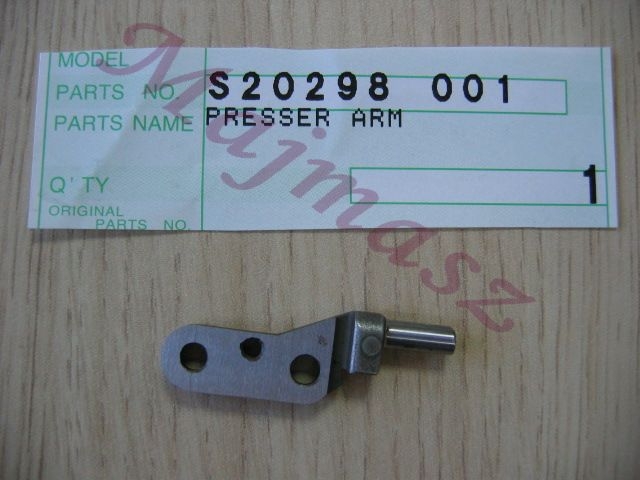 MODEL
PARTS NO. S20298 001
PARTS NAME PRESSER ARM
Q'TY 1
ORIGINAL
PARTS NO.
Majmasz